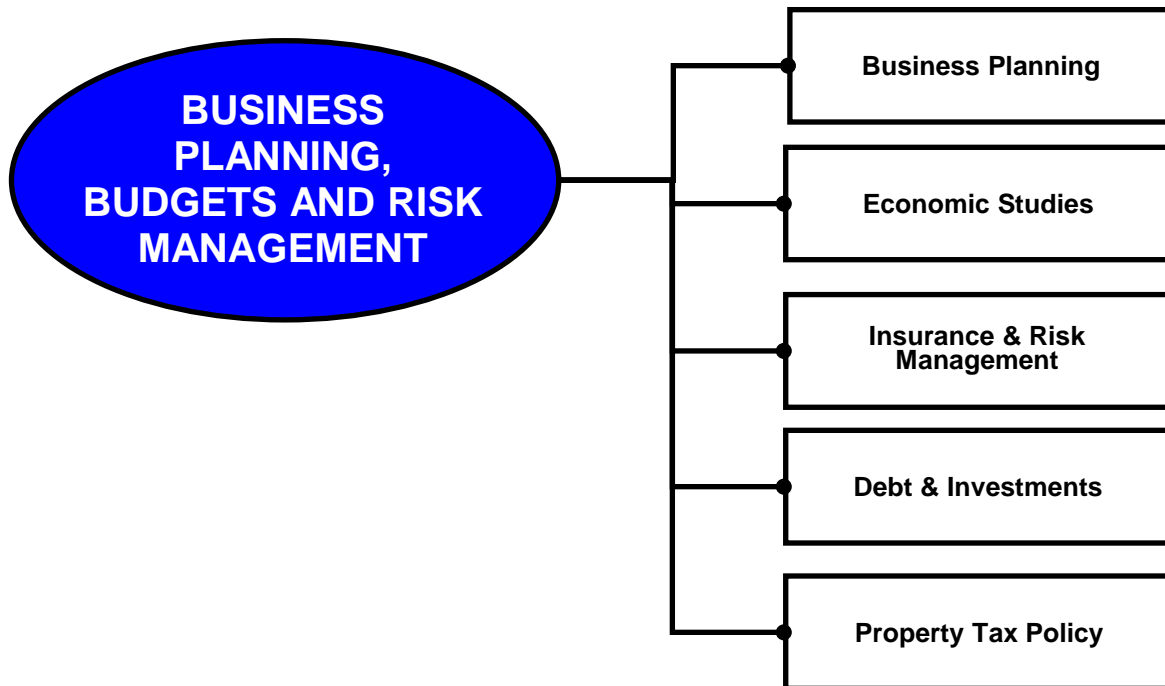 BUSINESS
PLANNING,
BUDGETS AND RISK
MANAGEMENT
Business Planning
Economic Studies
Insurance & Risk
Management
Debt & Investments
Property Tax Policy